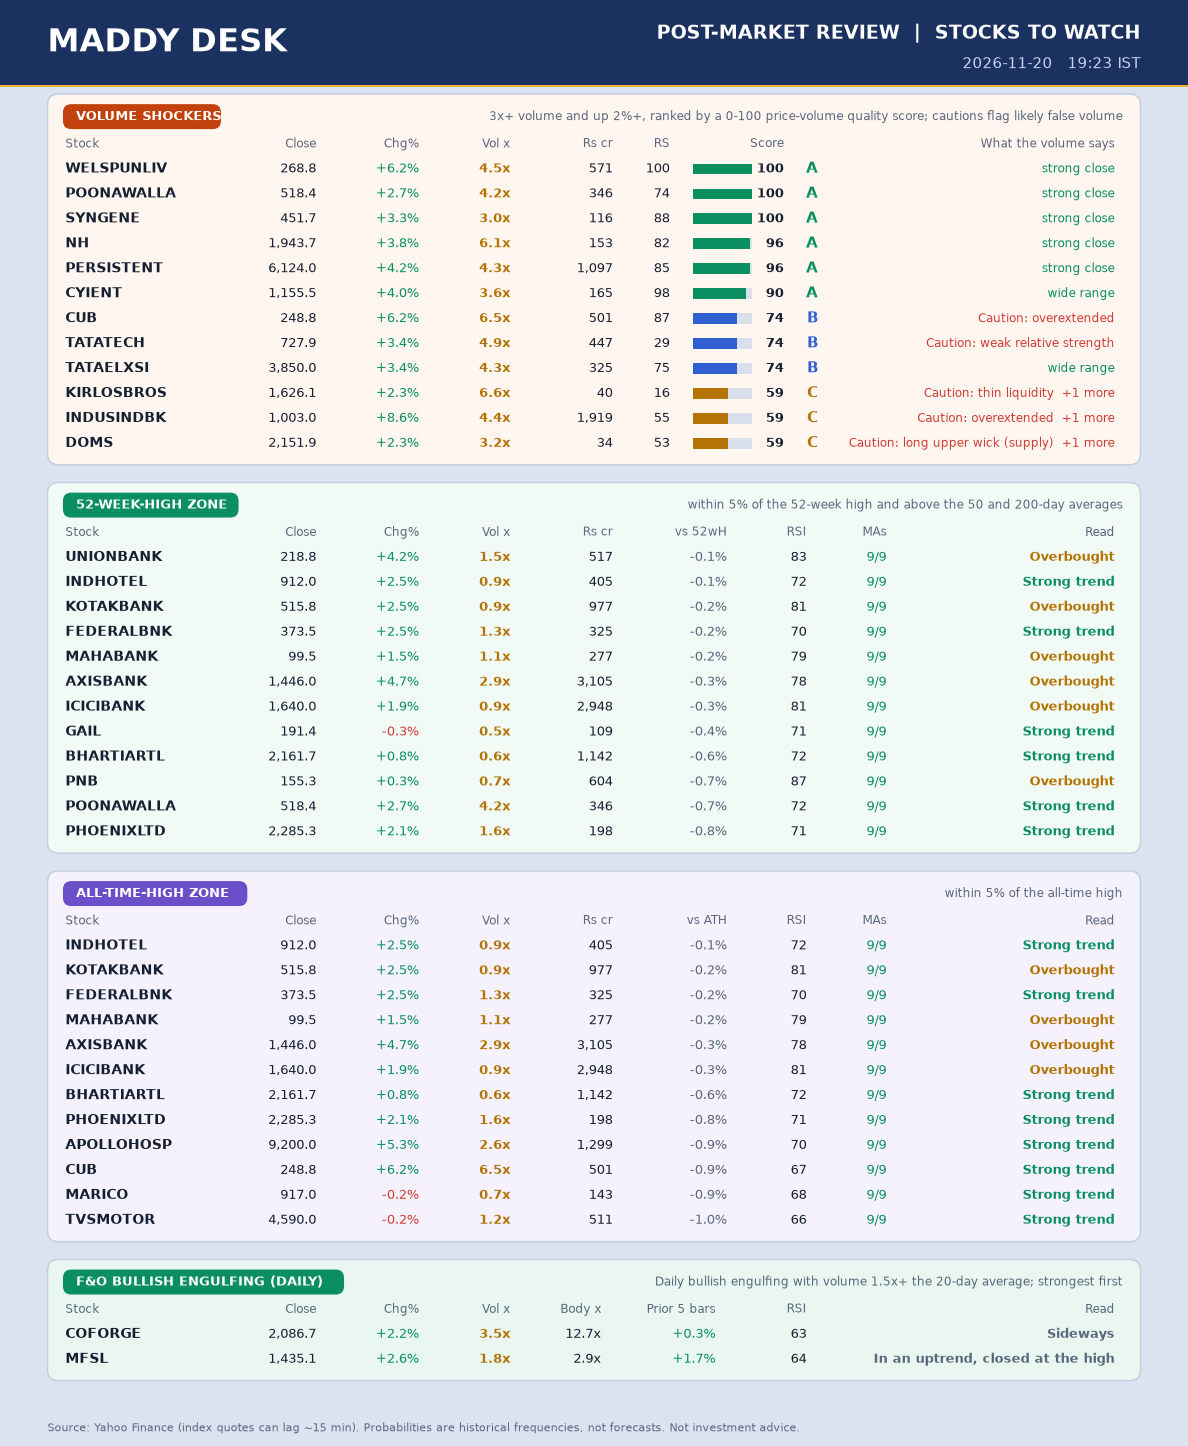 MADDY DESK
POST-MARKET REVIEW | STOCKS TO WATCH
2026-11-20 19:23 IST
VOLUME SHOCKERS 3x+ volume and up 2%+, ranked by a 0-100 price-volume quality score; cautions flag likely false volume
Stock Close Chg% Vol x Rs cr RS Score What the volume says
WELSPUNLIV 268.8 +6.2% 4.5x 571 100 100 A strong close
POONAWALLA 518.4 +2.7% 4.2x 346 74 100 A strong close
SYNGENE 451.7 +3.3% 3.0x 116 88 100 A strong close
NH 1,943.7 +3.8% 6.1x 153 82 96 A strong close
PERSISTENT 6,124.0 +4.2% 4.3x 1,097 85 96 A strong close
CYIENT 1,155.5 +4.0% 3.6x 165 98 90 A wide range
CUB 248.8 +6.2% 6.5x 501 87 74 B Caution: overextended
TATATECH 727.9 +3.4% 4.9x 447 29 74 B Caution: weak relative strength
TATAELXSI 3,850.0 +3.4% 4.3x 325 75 74 B wide range
KIRLOSBROS 1,626.1 +2.3% 6.6x 40 16 59 C Caution: thin liquidity +1 more
INDUSINDBK 1,003.0 +8.6% 4.4x 1,919 55 59 C Caution: overextended +1 more
DOMS 2,151.9 +2.3% 3.2x 34 53 59 C Caution: long upper wick (supply) +1 more
52-WEEK-HIGH ZONE within 5% of the 52-week high and above the 50 and 200-day averages
Stock Close Chg% Vol x Rs cr vs 52wH RSI MAs Read
UNIONBANK 218.8 +4.2% 1.5x 517 -0.1% 83 9/9 Overbought
INDHOTEL 912.0 +2.5% 0.9x 405 -0.1% 72 9/9 Strong trend
KOTAKBANK 515.8 +2.5% 0.9x 977 -0.2% 81 9/9 Overbought
FEDERALBNK 373.5 +2.5% 1.3x 325 -0.2% 70 9/9 Strong trend
MAHABANK 99.5 +1.5% 1.1x 277 -0.2% 79 9/9 Overbought
AXISBANK 1,446.0 +4.7% 2.9x 3,105 -0.3% 78 9/9 Overbought
ICICIBANK 1,640.0 +1.9% 0.9x 2,948 -0.3% 81 9/9 Overbought
GAIL 191.4 -0.3% 0.5x 109 -0.4% 71 9/9 Strong trend
BHARTIARTL 2,161.7 +0.8% 0.6x 1,142 -0.6% 72 9/9 Strong trend
PNB 155.3 +0.3% 0.7x 604 -0.7% 87 9/9 Overbought
POONAWALLA 518.4 +2.7% 4.2x 346 -0.7% 72 9/9 Strong trend
PHOENIXLTD 2,285.3 +2.1% 1.6x 198 -0.8% 71 9/9 Strong trend
ALL-TIME-HIGH ZONE within 5% of the all-time high
Stock Close Chg% Vol x Rs cr vs ATH RSI MAs Read
INDHOTEL 912.0 +2.5% 0.9x 405 -0.1% 72 9/9 Strong trend
KOTAKBANK 515.8 +2.5% 0.9x 977 -0.2% 81 9/9 Overbought
FEDERALBNK 373.5 +2.5% 1.3x 325 -0.2% 70 9/9 Strong trend
MAHABANK 99.5 +1.5% 1.1x 277 -0.2% 79 9/9 Overbought
AXISBANK 1,446.0 +4.7% 2.9x 3,105 -0.3% 78 9/9 Overbought
ICICIBANK 1,640.0 +1.9% 0.9x 2,948 -0.3% 81 9/9 Overbought
BHARTIARTL 2,161.7 +0.8% 0.6x 1,142 -0.6% 72 9/9 Strong trend
PHOENIXLTD 2,285.3 +2.1% 1.6x 198 -0.8% 71 9/9 Strong trend
APOLLOHOSP 9,200.0 +5.3% 2.6x 1,299 -0.9% 70 9/9 Strong trend
CUB 248.8 +6.2% 6.5x 501 -0.9% 67 9/9 Strong trend
MARICO 917.0 -0.2% 0.7x 143 -0.9% 68 9/9 Strong trend
TVSMOTOR 4,590.0 -0.2% 1.2x 511 -1.0% 66 9/9 Strong trend
F&O BULLISH ENGULFING (DAILY) Daily bullish engulfing with volume 1.5x+ the 20-day average; strongest first
Stock Close Chg% Vol x Body x Prior 5 bars RSI Read
COFORGE 2,086.7 +2.2% 3.5x 12.7x +0.3% 63 Sideways
MFSL 1,435.1 +2.6% 1.8x 2.9x +1.7% 64 In an uptrend, closed at the high
Source: Yahoo Finance (index quotes can lag ~15 min). Probabilities are historical frequencies, not forecasts. Not investment advice.